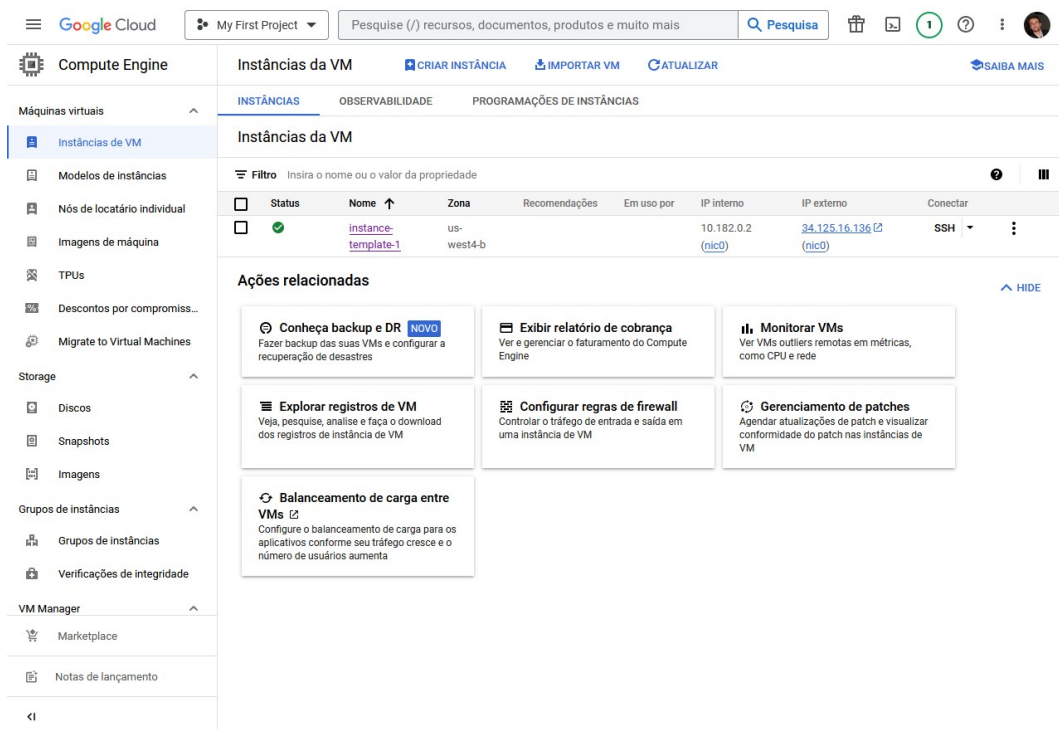 Google Cloud
My First Project
Pesquise (/) recursos, documentos, produtos e muito mais
Pesquisa
1
Compute Engine
Instâncias da VM
CRIAR INSTÂNCIA
IMPORTAR VM
ATUALIZAR
SAIBA MAIS
Máquinas virtuais
Instâncias de VM
Modelos de instâncias
Nós de locatário individual
Imagens de máquina
TPUs
Descontos por compromiss...
Migrate to Virtual Machines
Storage
Discos
Snapshots
Imagens
Grupos de instâncias
Grupos de instâncias
Verificações de integridade
VM Manager
Marketplace
Notas de lançamento
INSTÂNCIAS
OBSERVABILIDADE
PROGRAMAÇÕES DE INSTÂNCIAS
Instâncias da VM
Filtro Insira o nome ou o valor da propriedade
Status Nome Zona Recomendações Em uso por IP interno IP externo Conectar
instance-
template-1
us-
west4-b
10.182.0.2
(nic0)
34.125.16.136
(nic0)
SSH
Ações relacionadas
HIDE
Conheça backup e DR NOVO
Fazer backup das suas VMs e configurar a
recuperação de desastres
Exibir relatório de cobrança
Ver e gerenciar o faturamento do Compute
Engine
Monitorar VMs
Ver VMs outliers remotas em métricas,
como CPU e rede
Explorar registros de VM
Veja, pesquise, analise e faça o download
dos registros de instância de VM
Configurar regras de firewall
Controlar o tráfego de entrada e saída em
uma instância de VM
Gerenciamento de patches
Agendar atualizações de patch e visualizar
conformidade do patch nas instâncias de
VM
Balanceamento de carga entre
VMs
Configure o balanceamento de carga para os
aplicativos conforme seu tráfego cresce e o
número de usuários aumenta